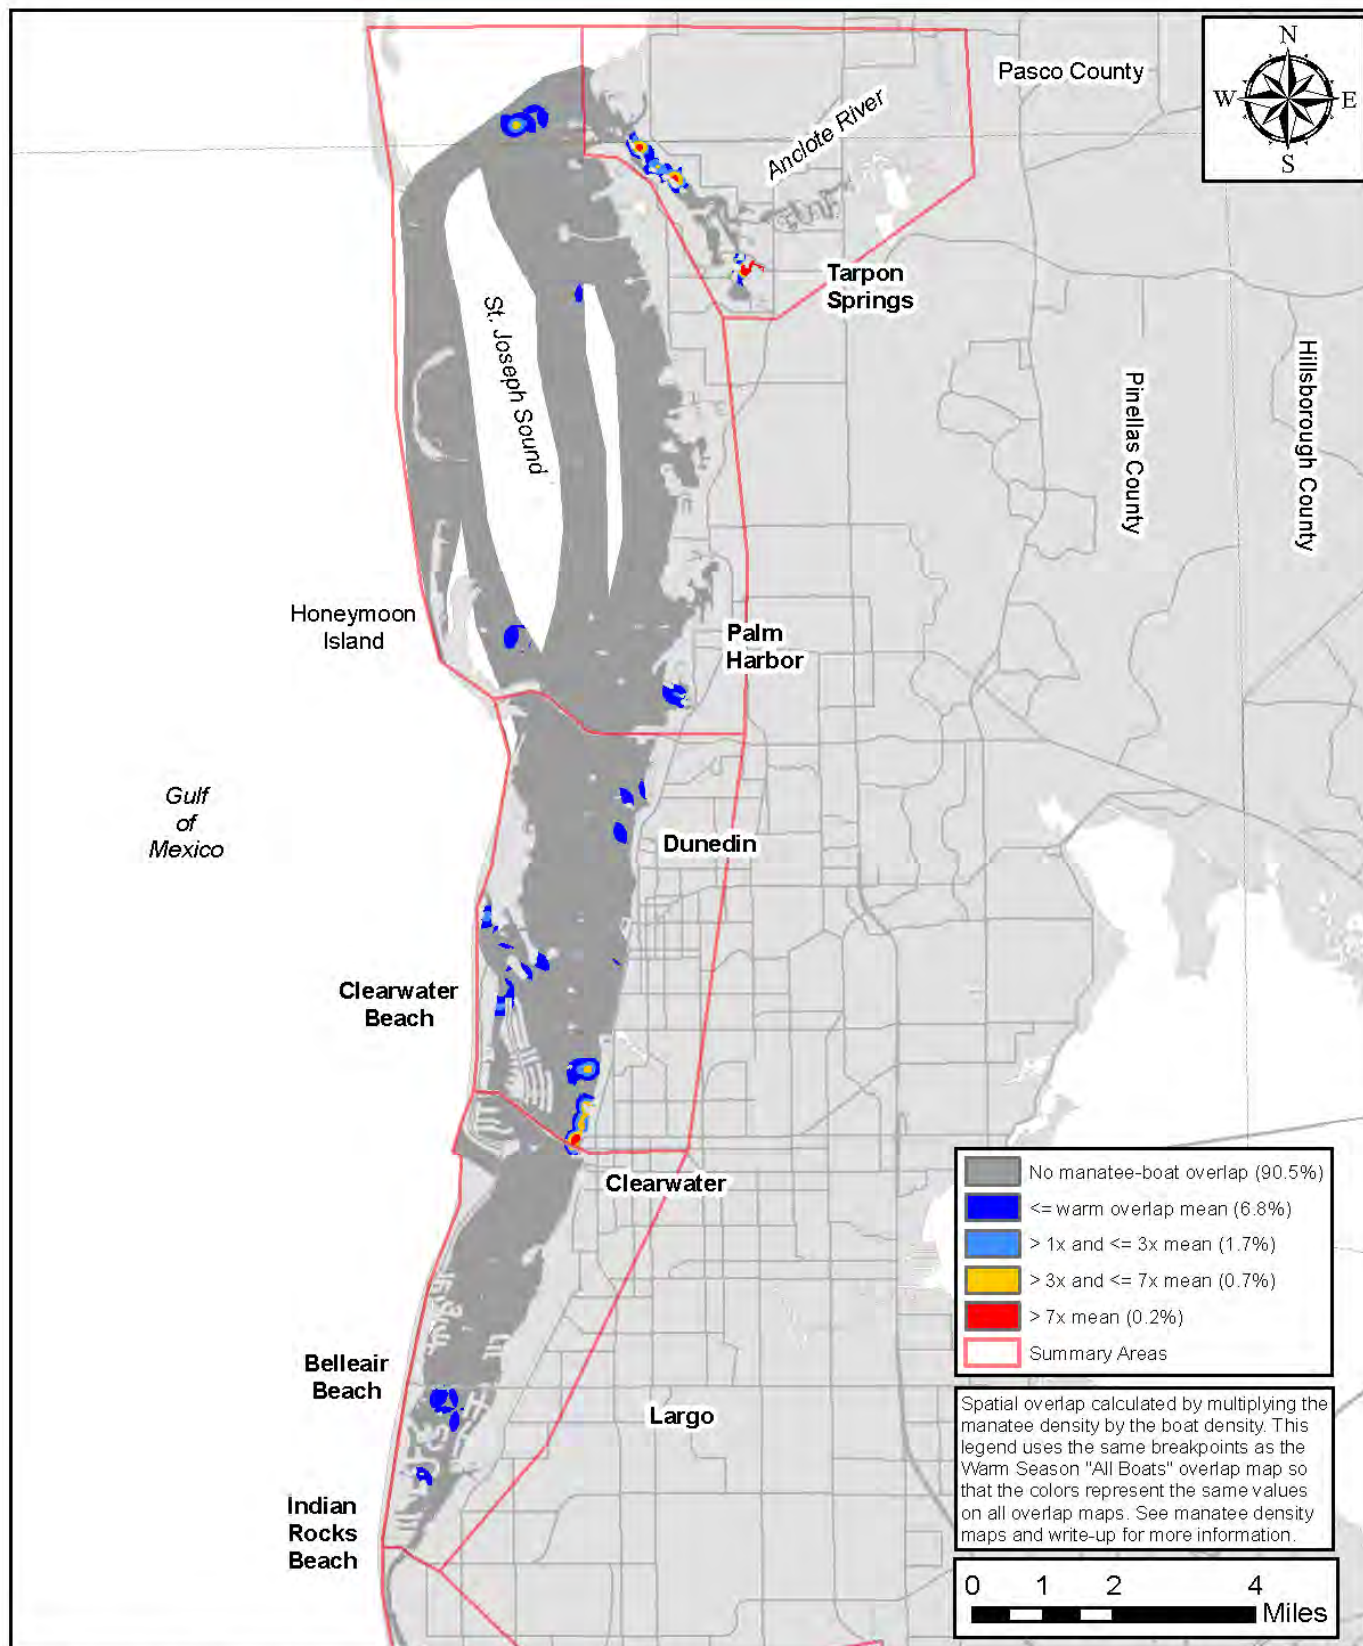 N
W E
S
Pasco County
Anclote River
Tarpon
Springs
St. Joseph Sound
Pinellas County
Hillsborough County
Honeymoon
Island
Palm
Harbor
Gulf
of
Mexico
Dunedin
Clearwater
Beach
Clearwater
Belleair
Beach
Largo
Indian
Rocks
Beach
No manatee-boat overlap (90.5%)
<= warm overlap mean (6.8%)
> 1x and <= 3x mean (1.7%)
> 3x and <= 7x mean (0.7%)
> 7x mean (0.2%)
Summary Areas
Spatial overlap calculated by multiplying the
manatee density by the boat density. This
legend uses the same breakpoints as the
Warm Season "All Boats" overlap map so
that the colors represent the same values
on all overlap maps. See manatee density
maps and write-up for more information.
0 1 2 4
Miles